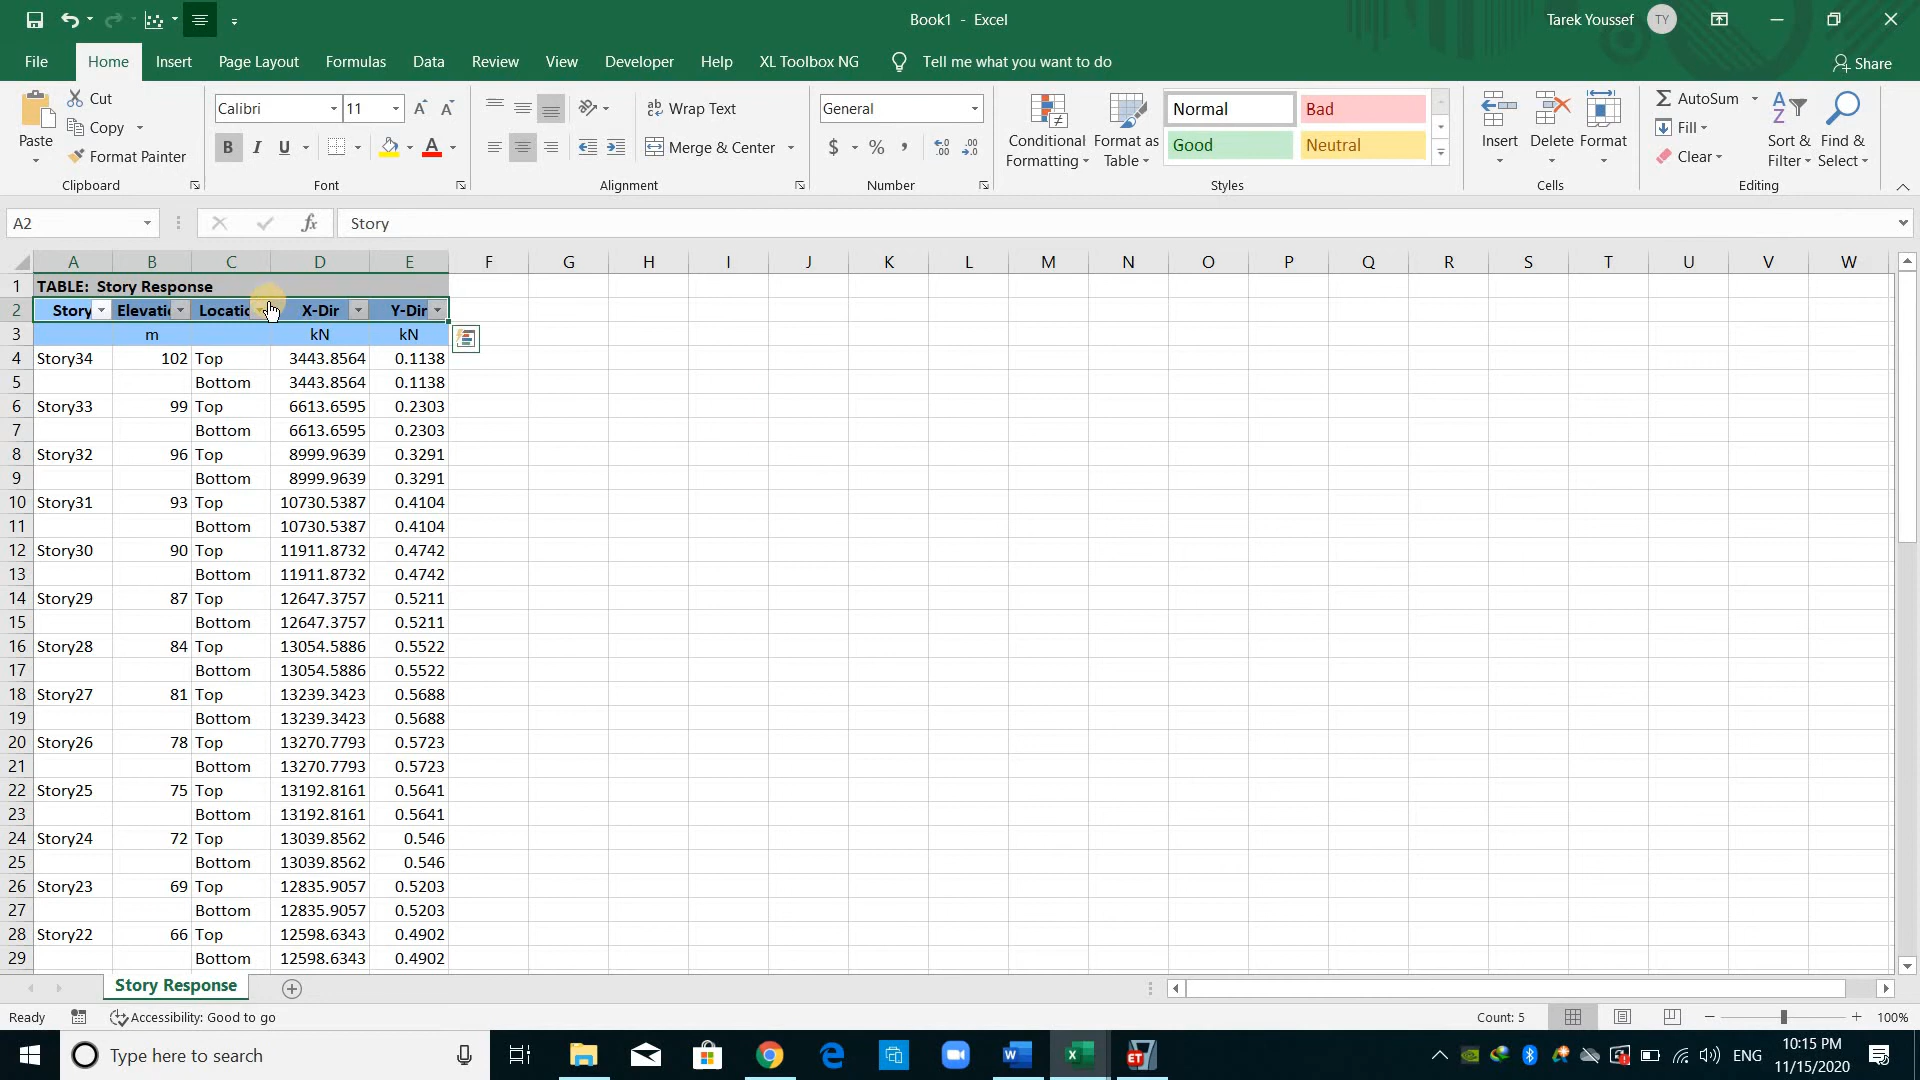 Book1 - Excel
Tarek Youssef TY
File Home Insert Page Layout Formulas Data Review View Developer Help XL Toolbox NG Tell me what you want to do Share
Paste Cut Copy Format Painter
Clipboard
Calibri 11
B I U A
Font
Wrap Text
Merge & Center
Alignment
General
$ % ,
Number
Conditional Formatting Format as Table
Normal Bad
Good Neutral
Styles
Insert Delete Format
Cells
AutoSum Fill Clear Sort & Filter Find & Select
Editing
A2 fx Story
A B C D E F G H I J K L M N O P Q R S T U V W
1 TABLE: Story Response
2 Story Elevati Locatic X-Dir Y-Dir
3 m kN kN
4 Story34 102 Top 3443.8564 0.1138
5 Bottom 3443.8564 0.1138
6 Story33 99 Top 6613.6595 0.2303
7 Bottom 6613.6595 0.2303
8 Story32 96 Top 8999.9639 0.3291
9 Bottom 8999.9639 0.3291
10 Story31 93 Top 10730.5387 0.4104
11 Bottom 10730.5387 0.4104
12 Story30 90 Top 11911.8732 0.4742
13 Bottom 11911.8732 0.4742
14 Story29 87 Top 12647.3757 0.5211
15 Bottom 12647.3757 0.5211
16 Story28 84 Top 13054.5886 0.5522
17 Bottom 13054.5886 0.5522
18 Story27 81 Top 13239.3423 0.5688
19 Bottom 13239.3423 0.5688
20 Story26 78 Top 13270.7793 0.5723
21 Bottom 13270.7793 0.5723
22 Story25 75 Top 13192.8161 0.5641
23 Bottom 13192.8161 0.5641
24 Story24 72 Top 13039.8562 0.546
25 Bottom 13039.8562 0.546
26 Story23 69 Top 12835.9057 0.5203
27 Bottom 12835.9057 0.5203
28 Story22 66 Top 12598.6343 0.4902
29 Bottom 12598.6343 0.4902
Story Response
Ready Accessibility: Good to go Count: 5 100%
Type here to search ENG 10:15 PM
11/15/2020